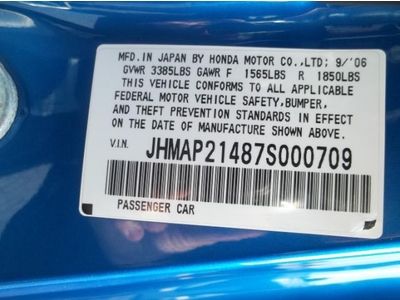 MFD.IN JAPAN BY HONDA MOTOR CO.,LTD; 9/'06
GVWR 3385LBS GAWR F 1565LBS R 1850LBS
THIS VEHICLE CONFORMS TO ALL APPLICABLE
FEDERAL MOTOR VEHICLE SAFETY,BUMPER,
AND THEFT PREVENTION STANDARDS IN EFFECT
ON THE DATE OF MANUFACTURE SHOWN ABOVE.
V.I.N. JHMAP21487S000709
PASSENGER CAR